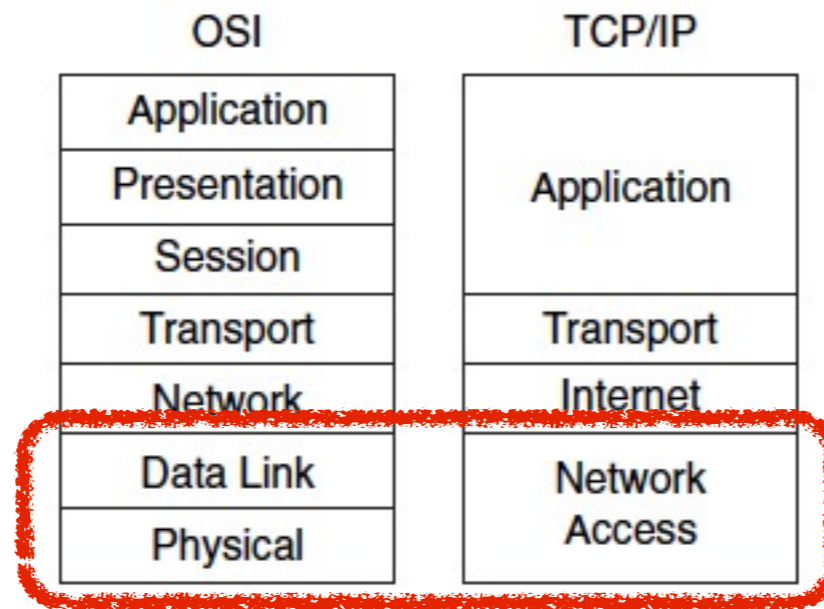 OSI
TCP/IP
Application
Presentation
Session
Transport
Network
Data Link
Physical
Application
Transport
Internet
Network
Access